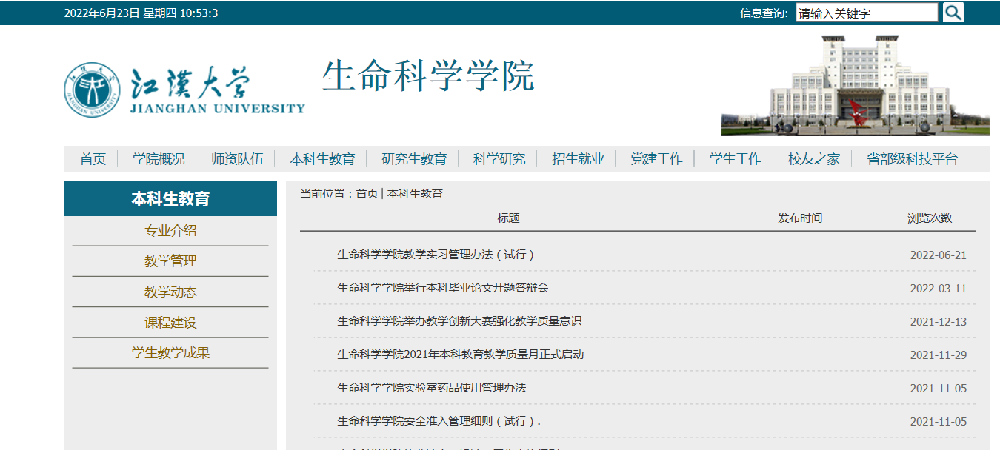 2022年6月23日 星期四 10:53:3
信息查询:
请输入关键字
江漢大学
JIANGHAN UNIVERSITY
生命科学学院
首页 学院概况 师资队伍 本科生教育 研究生教育 科学研究 招生就业 党建工作 学生工作 校友之家 省部级科技平台
本科生教育
专业介绍
教学管理
教学动态
课程建设
学生教学成果
当前位置：首页 | 本科生教育
标题 发布时间 浏览次数
生命科学学院教学实习管理办法（试行） 2022-06-21
生命科学学院举行本科毕业论文开题答辩会 2022-03-11
生命科学学院举办教学创新大赛强化教学质量意识 2021-12-13
生命科学学院2021年本科教育教学质量月正式启动 2021-11-29
生命科学学院实验室药品使用管理办法 2021-11-05
生命科学学院安全准入管理细则（试行）. 2021-11-05